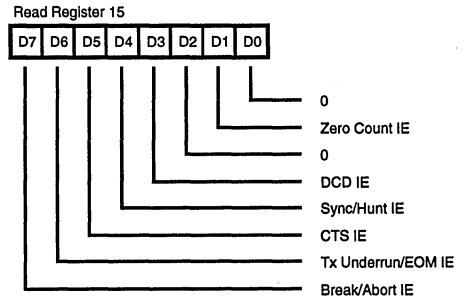 Read Register 15
D7 D6 D5 D4 D3 D2 D1 D0
0
Zero Count IE
0
DCD IE
Sync/Hunt IE
CTS IE
Tx Underrun/EOM IE
Break/Abort IE